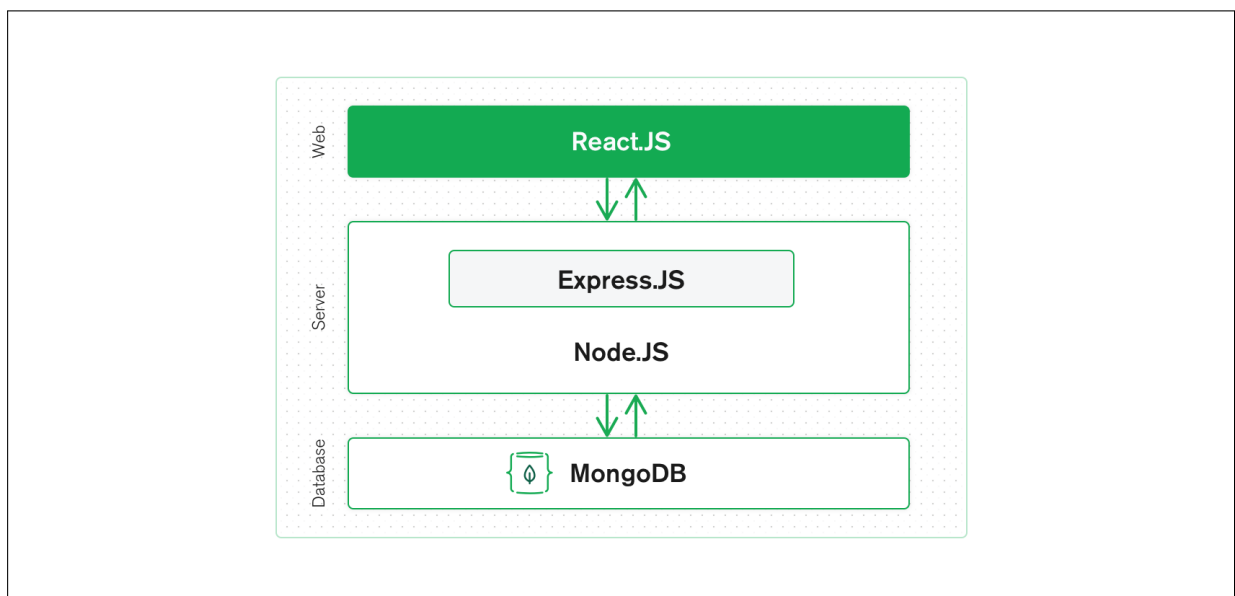 Web
React.JS
Server
Express.JS
Node.JS
Database
MongoDB